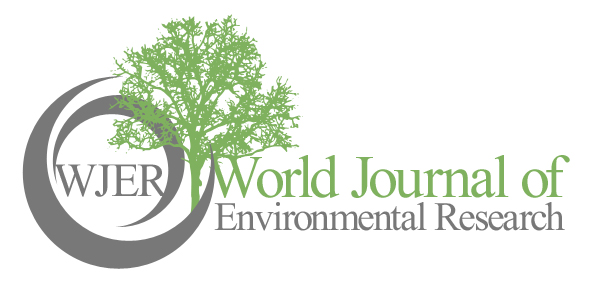 WJER
World Journal of
Environmental Research